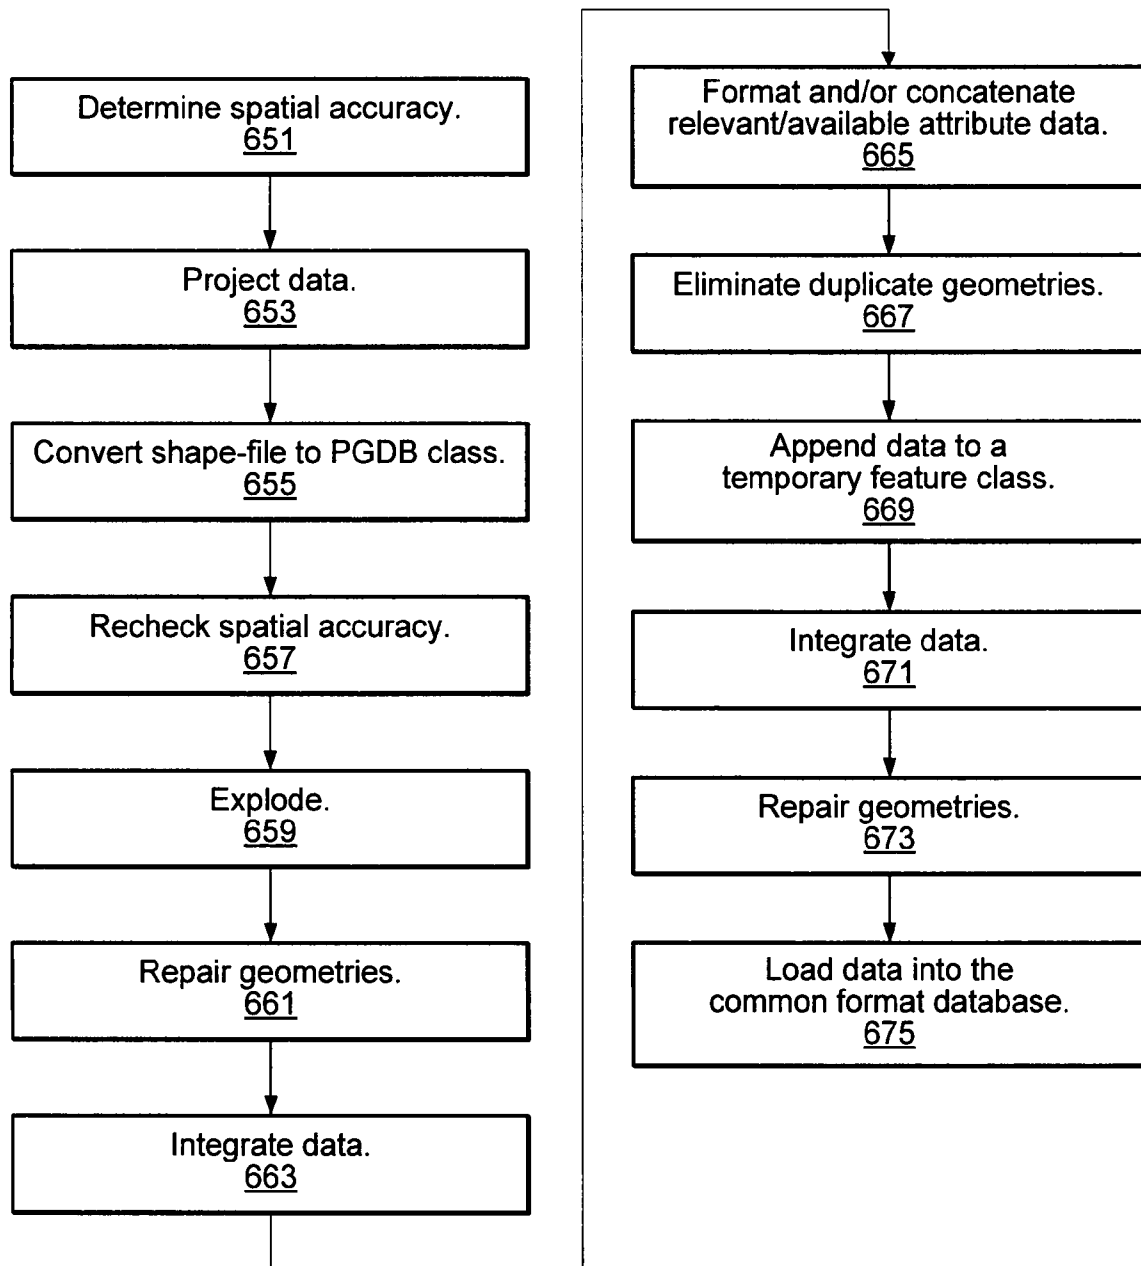 Determine spatial accuracy.
651
Project data.
653
Convert shape-file to PGDB class.
655
Recheck spatial accuracy.
657
Explode.
659
Repair geometries.
661
Integrate data.
663
Format and/or concatenate
relevant/available attribute data.
665
Eliminate duplicate geometries.
667
Append data to a
temporary feature class.
669
Integrate data.
671
Repair geometries.
673
Load data into the
common format database.
675